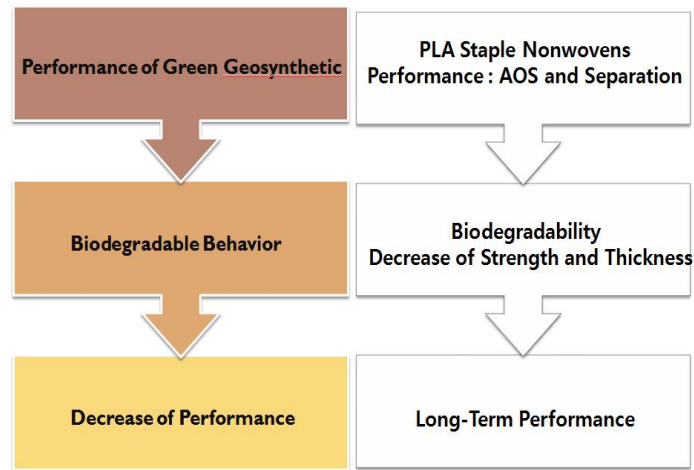 Performance of Green Geosynthetic
PLA Staple Nonwovens
Performance : AOS and Separation
Biodegradable Behavior
Biodegradability
Decrease of Strength and Thickness
Decrease of Performance
Long-Term Performance